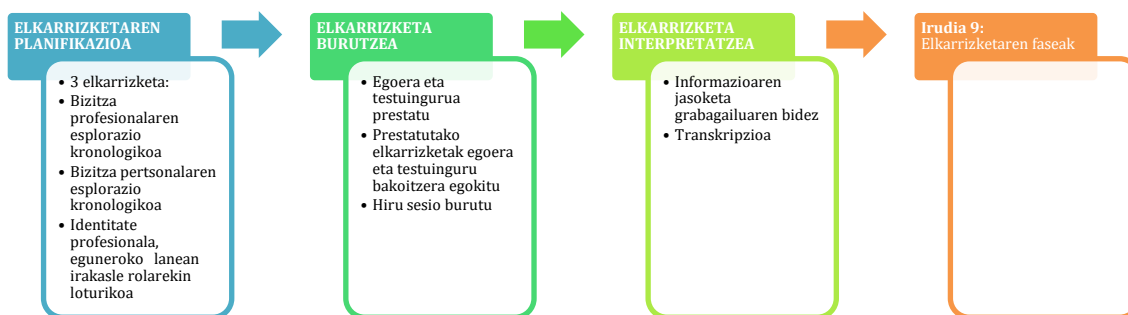 ELKARRIZKETAREN
PLANIFIKAZIOA
• 3 elkarrizketa:
• Bizitza
profesionalaren
esplorazio
kronologikoa
• Bizitza pertsonalaren
esplorazio
kronologikoa
• Identitate
profesionala,
eguneroko lanean
irakasle rolarekin
loturikoa
ELKARRIZKETA
BURUTZEA
• Egoera eta
testuingurua
prestatu
• Prestatutako
elkarrizketak egoera
eta testuinguru
bakoitzera egokitu
• Hiru sesio burutu
ELKARRIZKETA
INTERPRETATZEA
• Informazioaren
jasoketa
grabagailuaren bidez
• Transkripzioa
Irudia 9:
Elkarrizketaren faseak